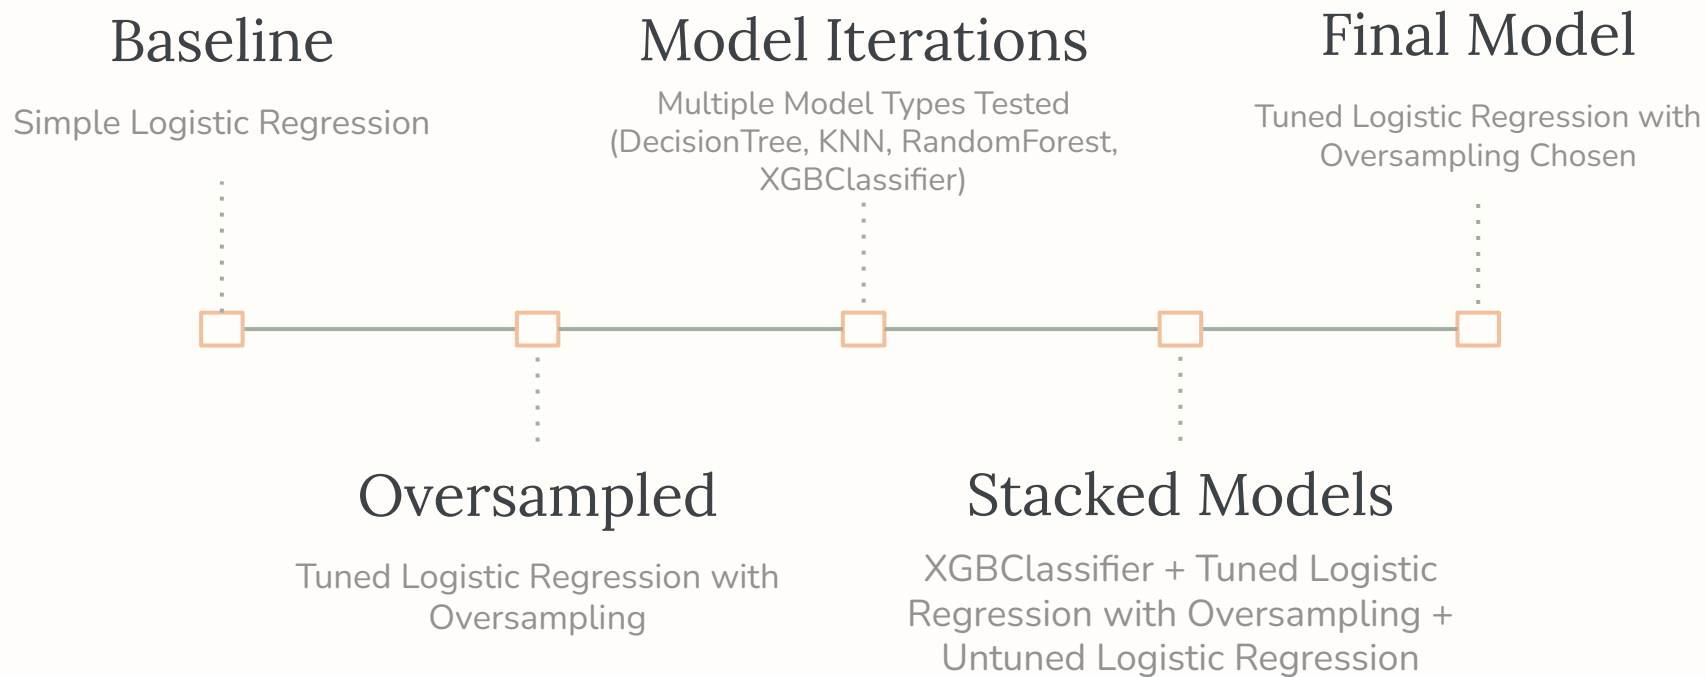 Baseline
Simple Logistic Regression
Oversampled
Tuned Logistic Regression with
Oversampling
Model Iterations
Multiple Model Types Tested
(DecisionTree, KNN, RandomForest,
XGBClassifier)
Stacked Models
XGBClassifier + Tuned Logistic
Regression with Oversampling +
Untuned Logistic Regression
Final Model
Tuned Logistic Regression with
Oversampling Chosen